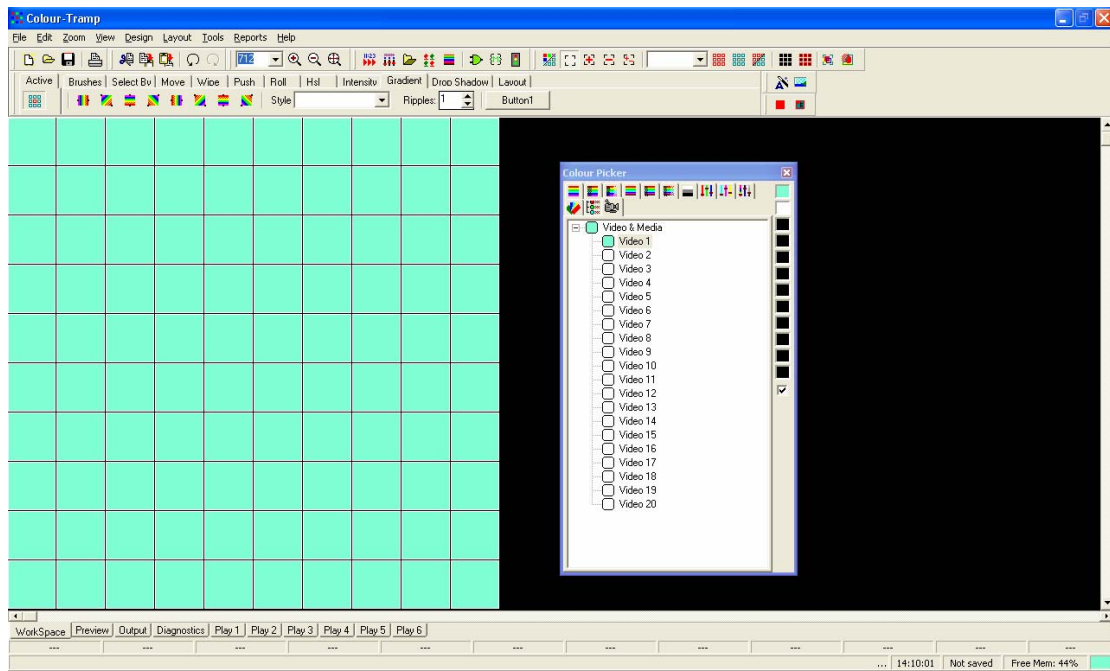 Colour-Tramp
File Edit Zoom View Design Layout Tools Reports Help
712
Active Brushes Select By Move Wipe Push Roll Hsl Intensity Gradient Drop Shadow Layout
Style Ripples: 1 Button1
Colour Picker
Video & Media
Video 1
Video 2
Video 3
Video 4
Video 5
Video 6
Video 7
Video 8
Video 9
Video 10
Video 11
Video 12
Video 13
Video 14
Video 15
Video 16
Video 17
Video 18
Video 19
Video 20
WorkSpace Preview Output Diagnostics Play 1 Play 2 Play 3 Play 4 Play 5 Play 6
--- --- --- --- --- --- --- --- --- --- --- ---
... 14:10:01 Not saved Free Mem: 44%